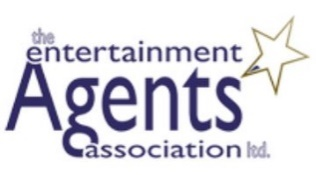 the
entertainment
Agents
association ltd.